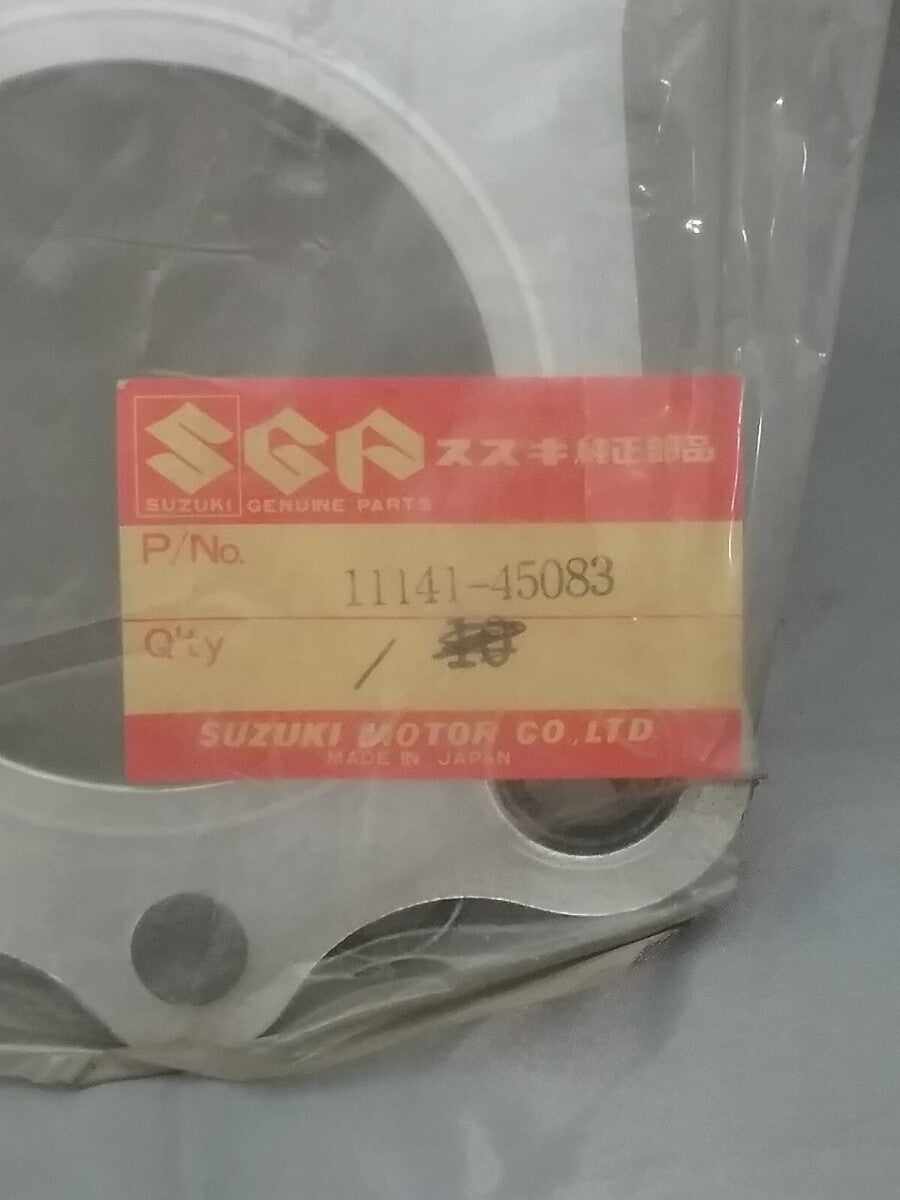 SGP スズキ純正部品
SUZUKI GENUINE PARTS
P/No.
11141-45083
Q'ty
/ 10
SUZUKI MOTOR CO.,LTD
MADE IN JAPAN